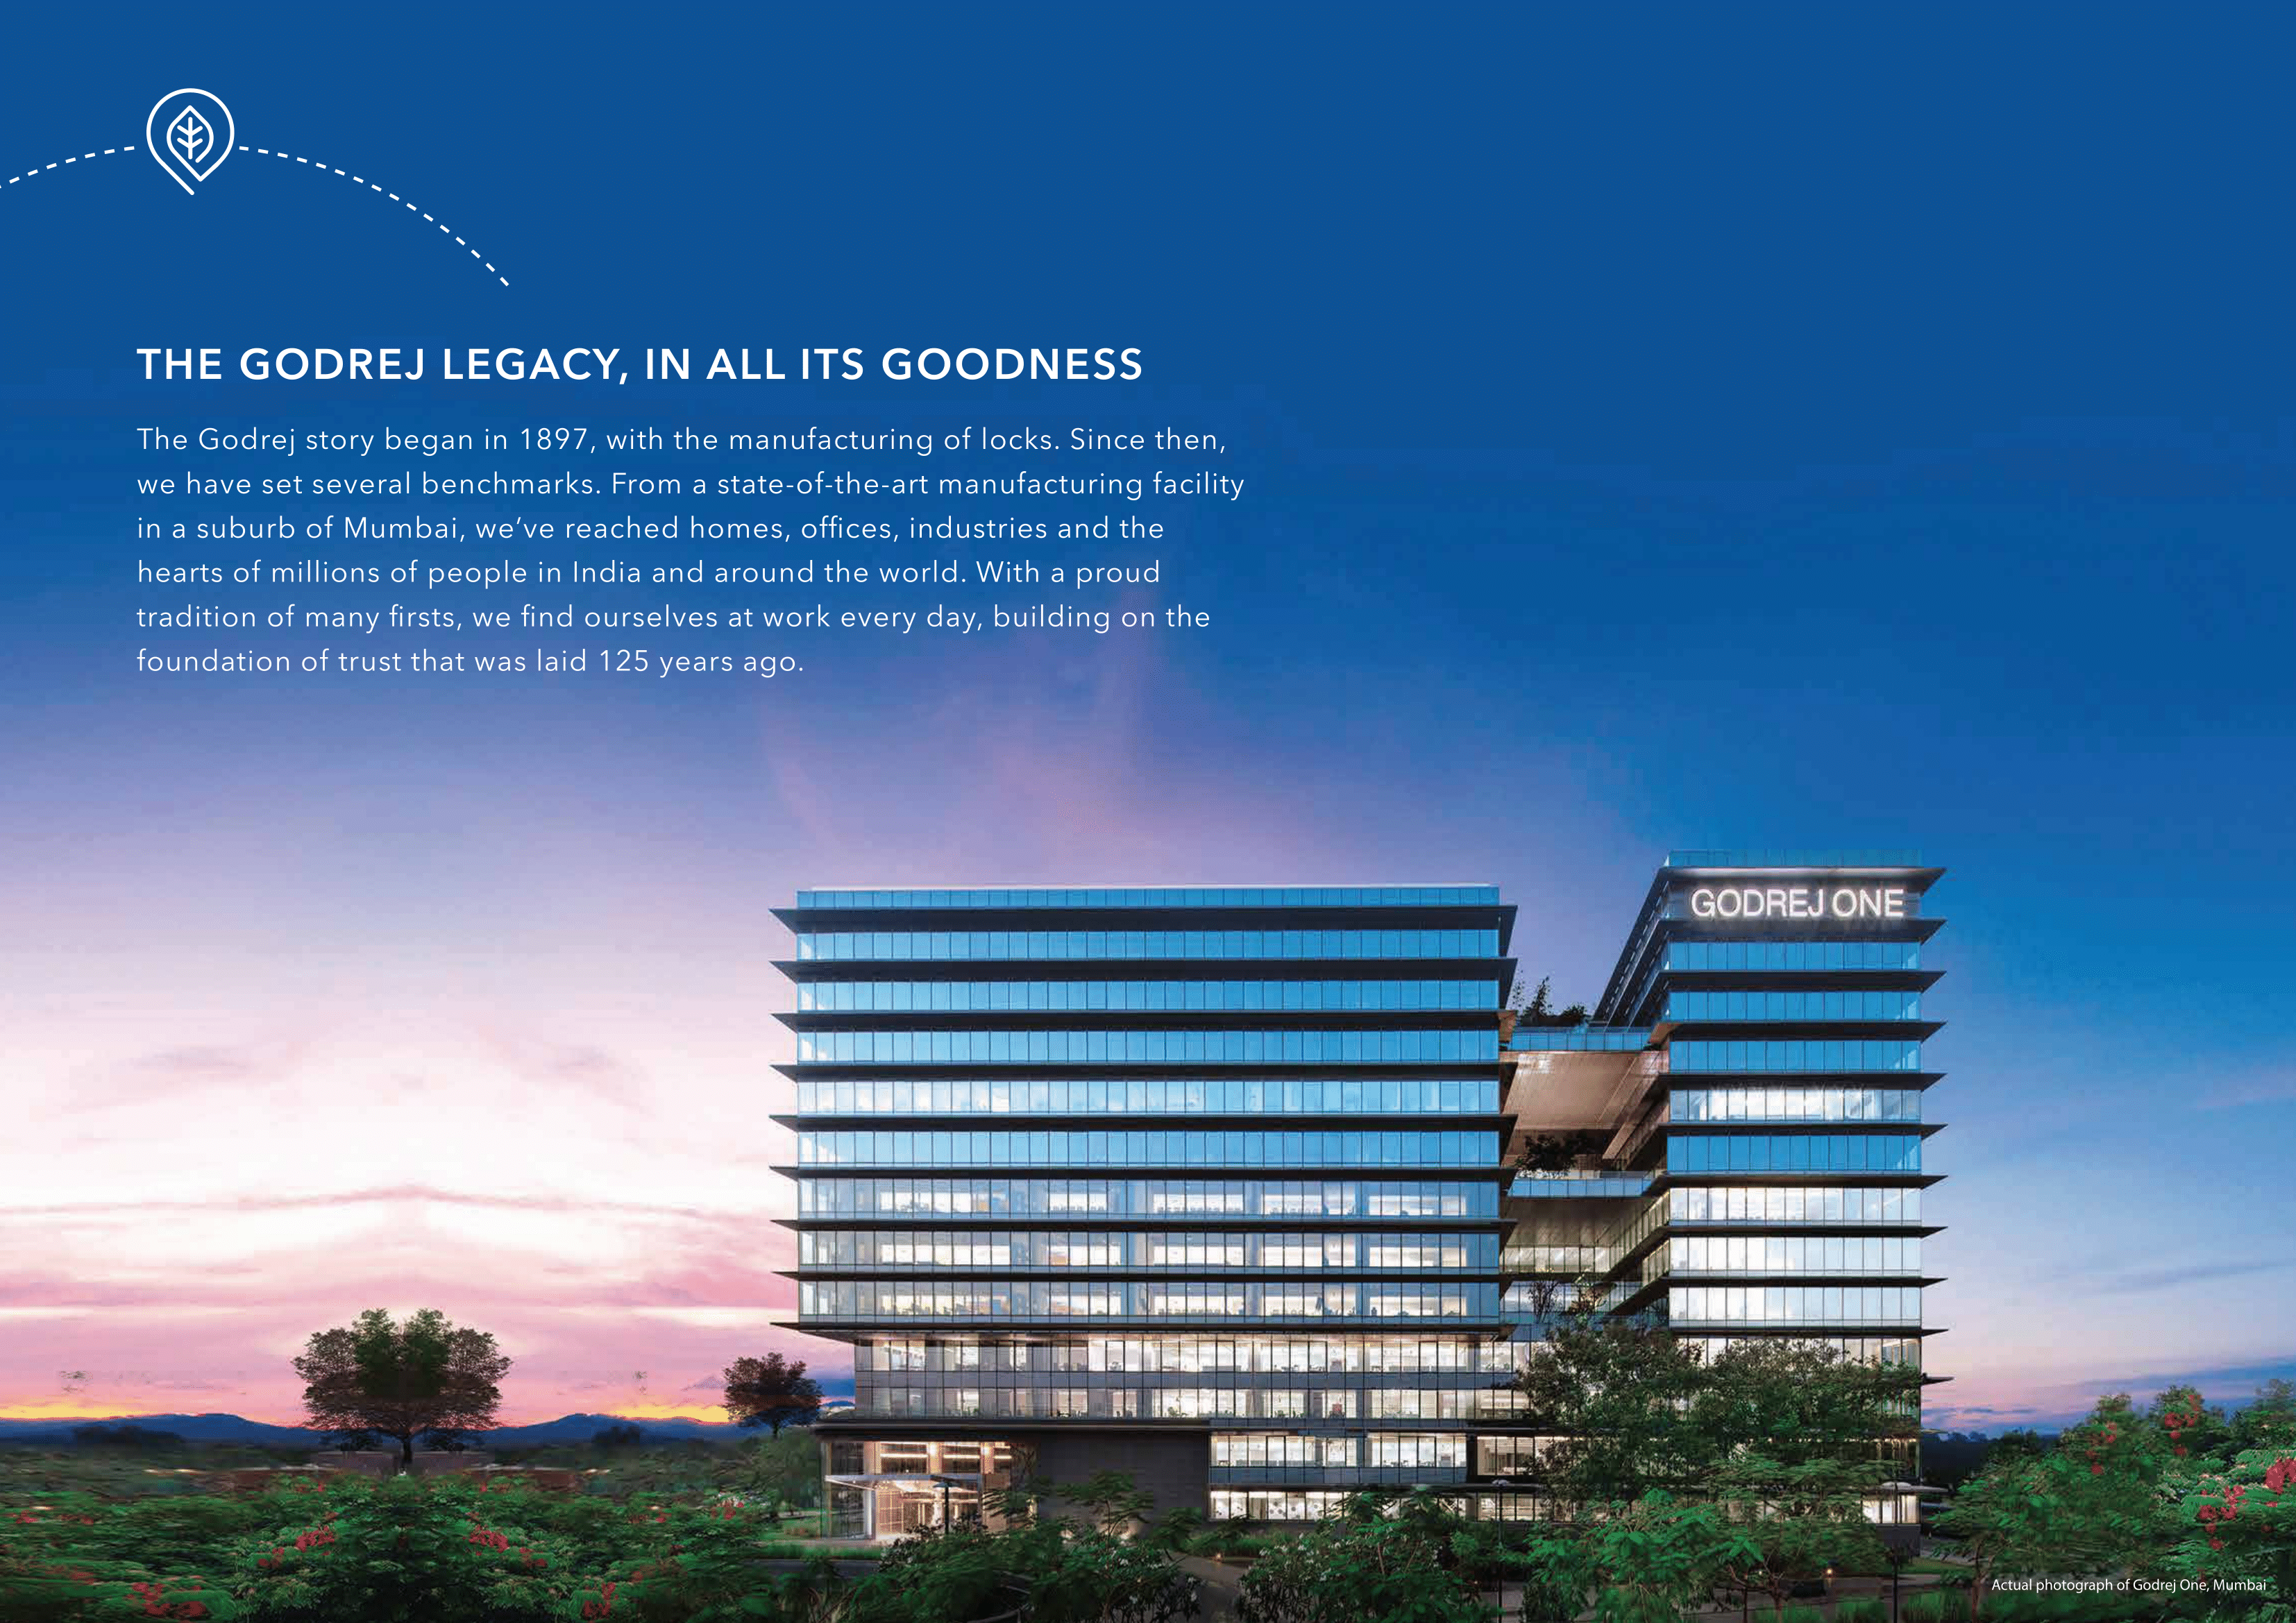 THE GODREJ LEGACY, IN ALL ITS GOODNESS
The Godrej story began in 1897, with the manufacturing of locks. Since then,
we have set several benchmarks. From a state-of-the-art manufacturing facility
in a suburb of Mumbai, we’ve reached homes, offices, industries and the
hearts of millions of people in India and around the world. With a proud
tradition of many firsts, we find ourselves at work every day, building on the
foundation of trust that was laid 125 years ago.
GODREJ ONE
Actual photograph of Godrej One, Mumbai